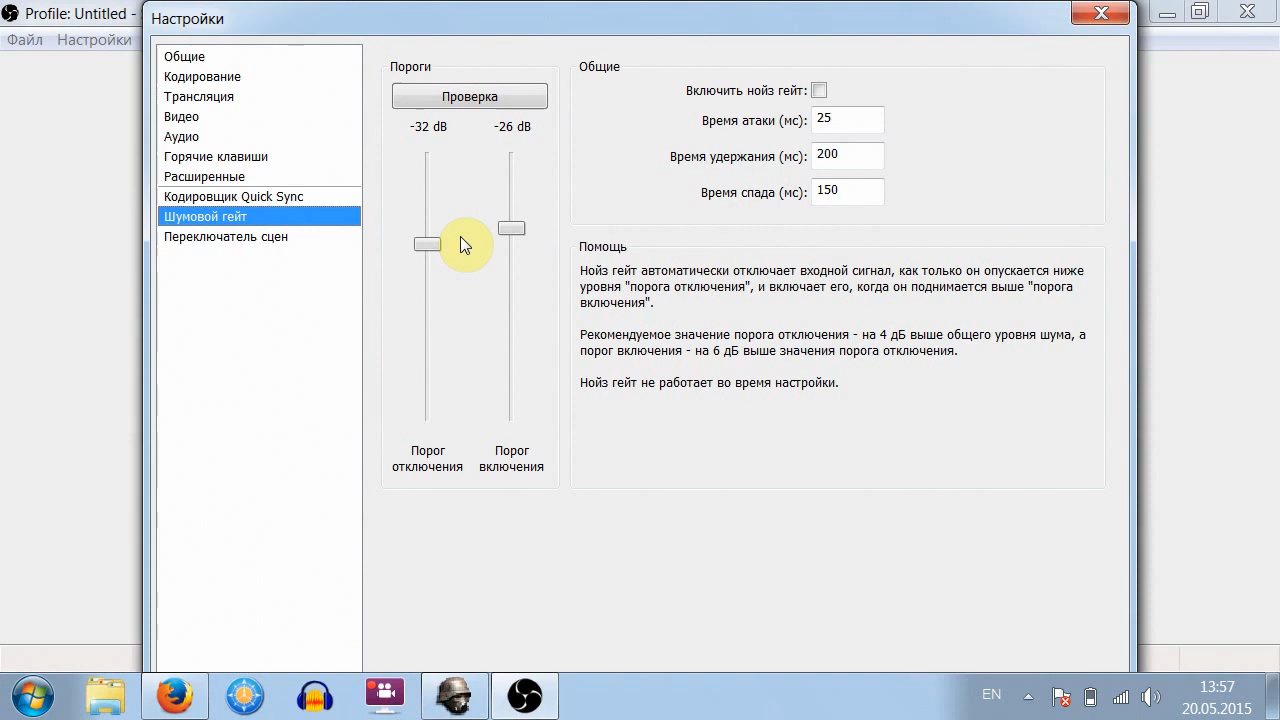 Profile: Untitled -
Файл Настройки
Настройки
Общие
Кодирование
Трансляция
Видео
Аудио
Горячие клавиши
Расширенные
Кодировщик Quick Sync
Шумовой гейт
Переключатель сцен
Пороги
Проверка
-32 dB -26 dB
Порог отключения
Порог включения
Общие
Включить нойз гейт:
Время атаки (мс): 25
Время удержания (мс): 200
Время спада (мс): 150
Помощь
Нойз гейт автоматически отключает входной сигнал, как только он опускается ниже
уровня "порога отключения", и включает его, когда он поднимается выше "порога
включения".
Рекомендуемое значение порога отключения - на 4 дБ выше общего уровня шума, а
порог включения - на 6 дБ выше значения порога отключения.
Нойз гейт не работает во время настройки.
EN
13:57
20.05.2015